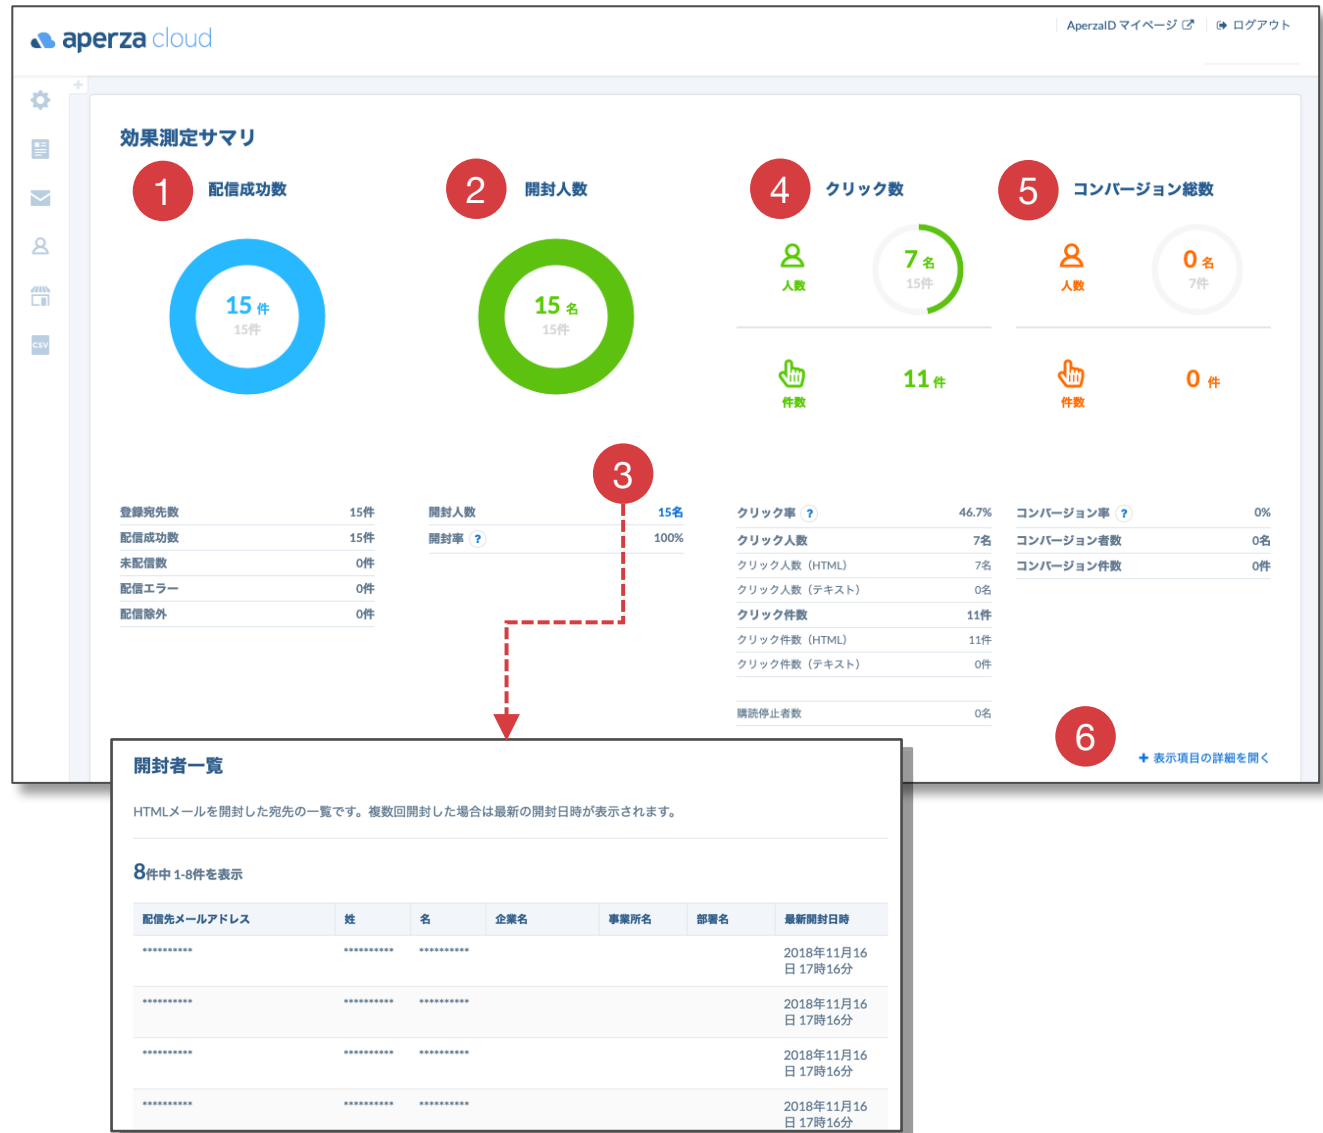 aperza cloud
AperzaID マイページ
ログアウト
効果測定サマリ
1 配信成功数
2 開封人数
4 クリック数
5 コンバージョン総数
15 件
15件
15 名
15件
人数
7 名
15件
人数
0 名
7件
件数
11 件
件数
0 件
3
登録宛先数 15件
配信成功数 15件
未配信数 0件
配信エラー 0件
配信除外 0件
開封人数 15名
開封率 ? 100%
クリック率 ? 46.7%
クリック人数 7名
クリック人数（HTML） 7名
クリック人数（テキスト） 0名
クリック件数 11件
クリック件数（HTML） 11件
クリック件数（テキスト） 0件
購読停止者数 0名
コンバージョン率 ? 0%
コンバージョン者数 0名
コンバージョン件数 0件
6
+ 表示項目の詳細を開く
CSV
開封者一覧
HTMLメールを開封した宛先の一覧です。複数回開封した場合は最新の開封日時が表示されます。
8件中 1-8件を表示
配信先メールアドレス 姓 名 企業名 事業所名 部署名 最新開封日時
********** ********** ********** 2018年11月16
日 17時16分
********** ********** ********** 2018年11月16
日 17時16分
********** ********** ********** 2018年11月16
日 17時16分
********** ********** ********** 2018年11月16
日 17時16分